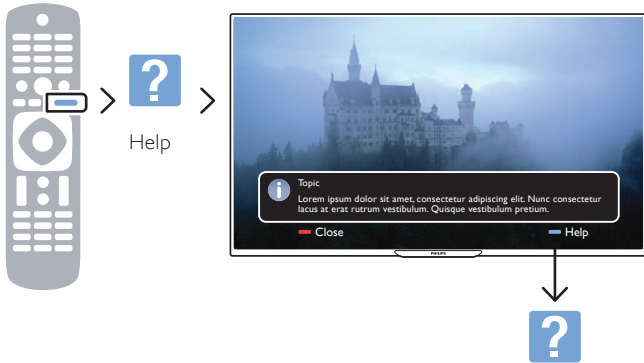 ?
Help
Topic
Lorem ipsum dolor sit amet, consectetur adipiscing elit. Nunc consectetur
lacus at erat rutrum vestibulum. Quisque vestibulum pretium.
Close
Help
PHILIPS
?